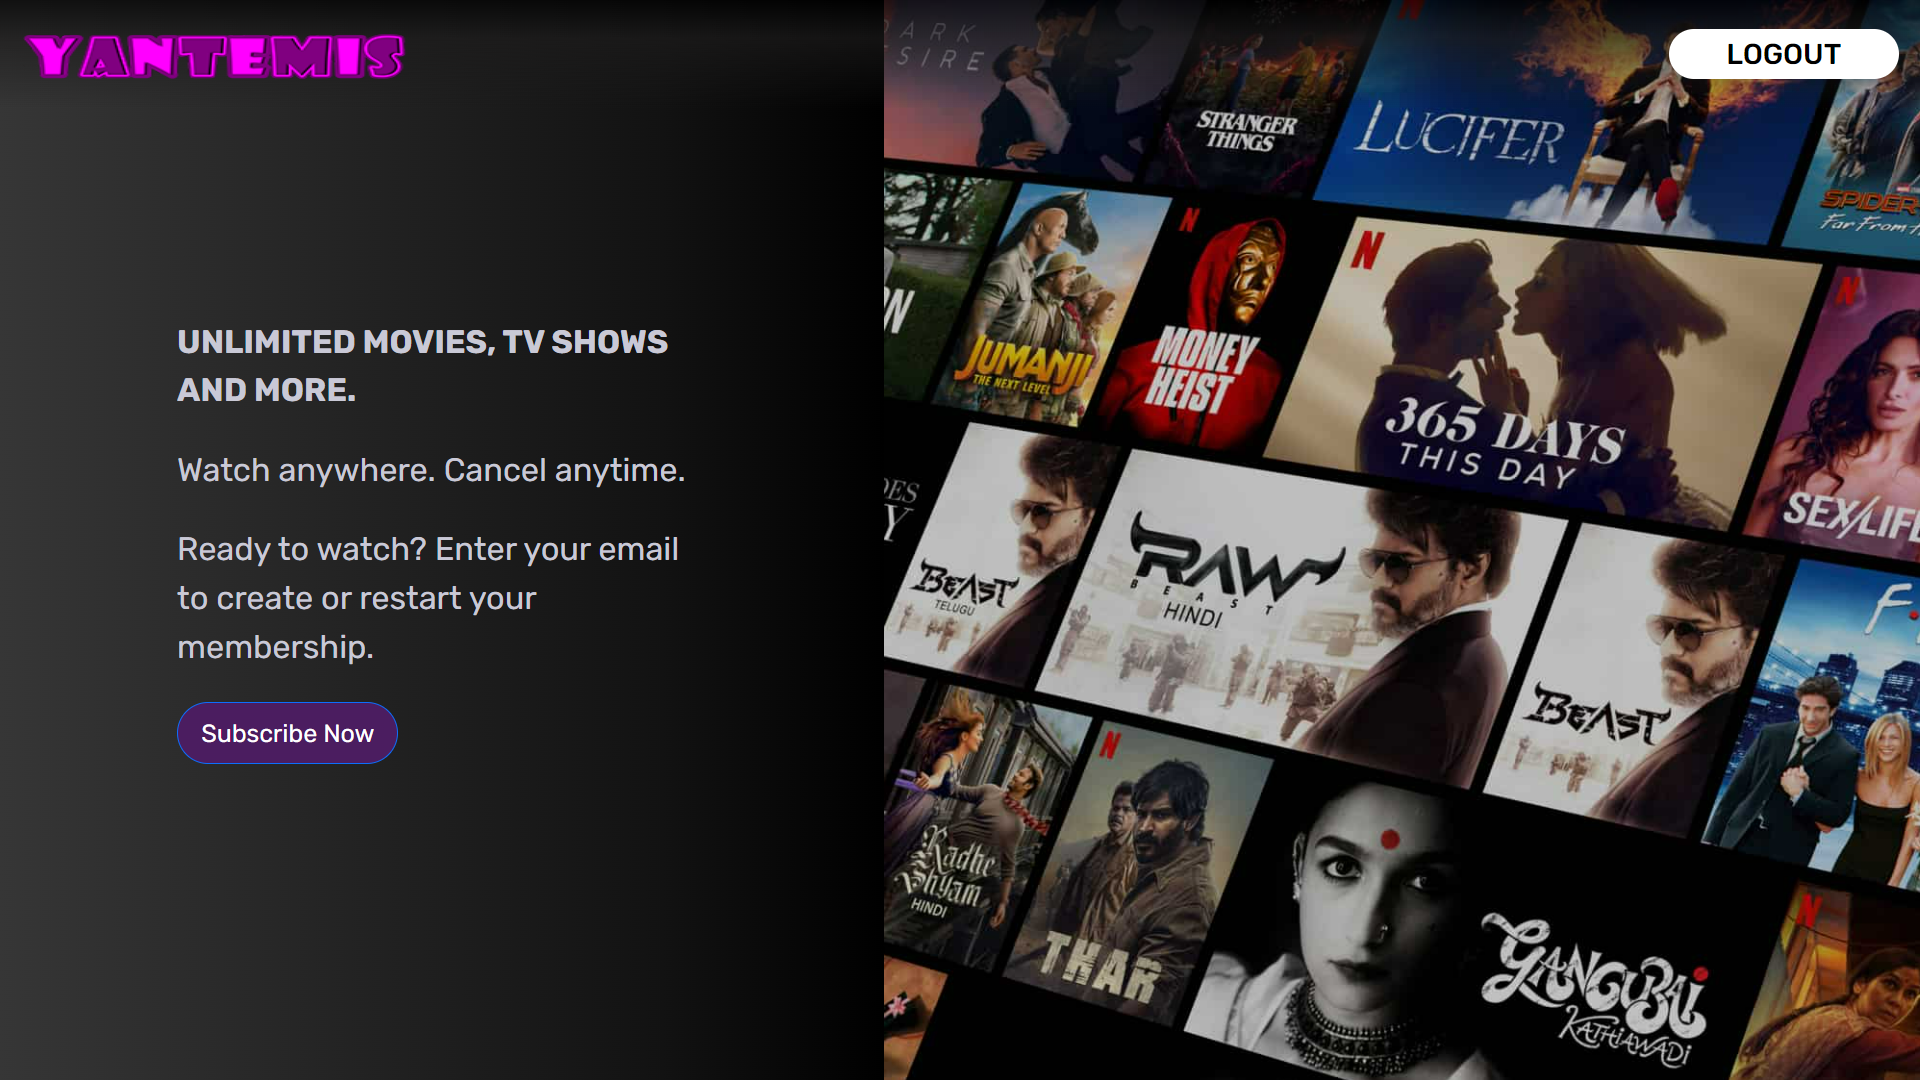 YANTEMIS
LOGOUT
UNLIMITED MOVIES, TV SHOWS
AND MORE.
Watch anywhere. Cancel anytime.
Ready to watch? Enter your email
to create or restart your
membership.
Subscribe Now
DARK
STRANGER
THINGS
LUCIFER
SPIDER
Far From
N
JUMANJI
THE NEXT LEVEL
N
MONEY
HEIST
N
365 DAYS
THIS DAY
N
SEX/LIFE
BEAST
TELUGU
RAW
BEAST
HINDI
BEAST
F
Radhe
Shyam
HINDI
N
THAR
GANGUBAI
KATHIAWADI
N